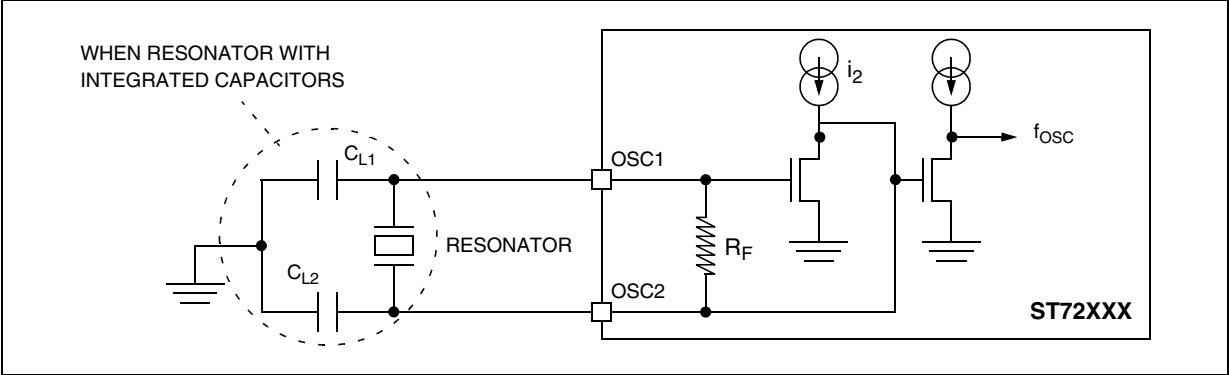 WHEN RESONATOR WITH
INTEGRATED CAPACITORS
i2
fOSC
CL1
OSC1
RESONATOR
RF
CL2
OSC2
ST72XXX